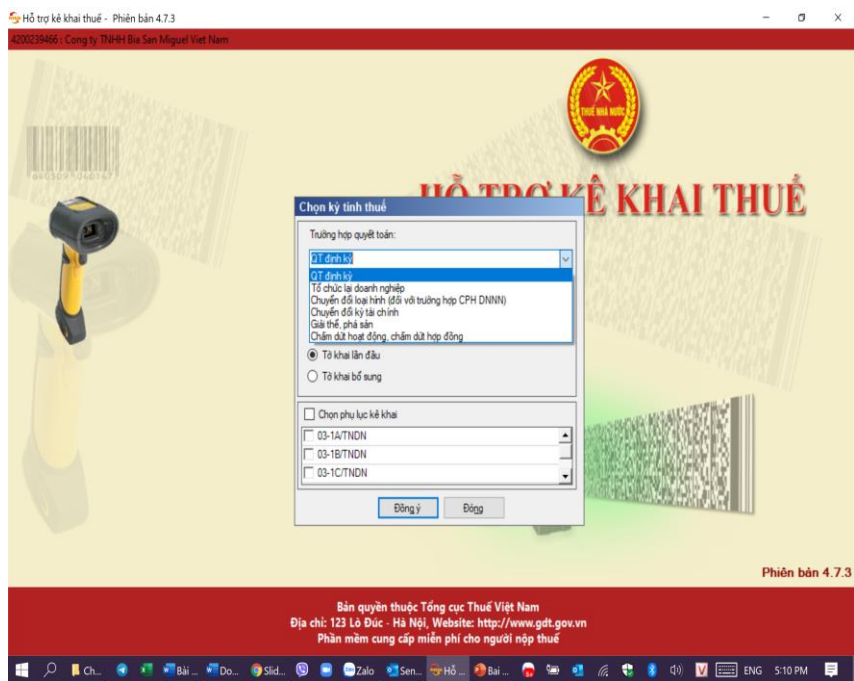 Hỗ trợ kê khai thuế - Phiên bản 4.7.3
4200239466 : Cong ty TNHH Bia San Miguel Viet Nam
THUẾ NHÀ NƯỚC
HỖ TRỢ KÊ KHAI THUẾ
Chọn kỳ tính thuế
Trường hợp quyết toán:
QT định kỳ
QT định kỳ
Tổ chức lại doanh nghiệp
Chuyển đổi loại hình (đối với trường hợp CPH DNNN)
Chuyển đổi kỳ tài chính
Giải thể, phá sản
Chấm dứt hoạt động, chấm dứt hợp đồng
Tờ khai lần đầu
Tờ khai bổ sung
Chọn phụ lục kê khai
03-1A/TNDN
03-1B/TNDN
03-1C/TNDN
Đồng ý Đóng
Phiên bản 4.7.3
Bản quyền thuộc Tổng cục Thuế Việt Nam
Địa chỉ: 123 Lò Đúc - Hà Nội, Website: http://www.gdt.gov.vn
Phần mềm cung cấp miễn phí cho người nộp thuế
Ch... Bài ... Do... Slid... Zalo Sen... Hỗ ... Bai ... ENG 5:10 PM